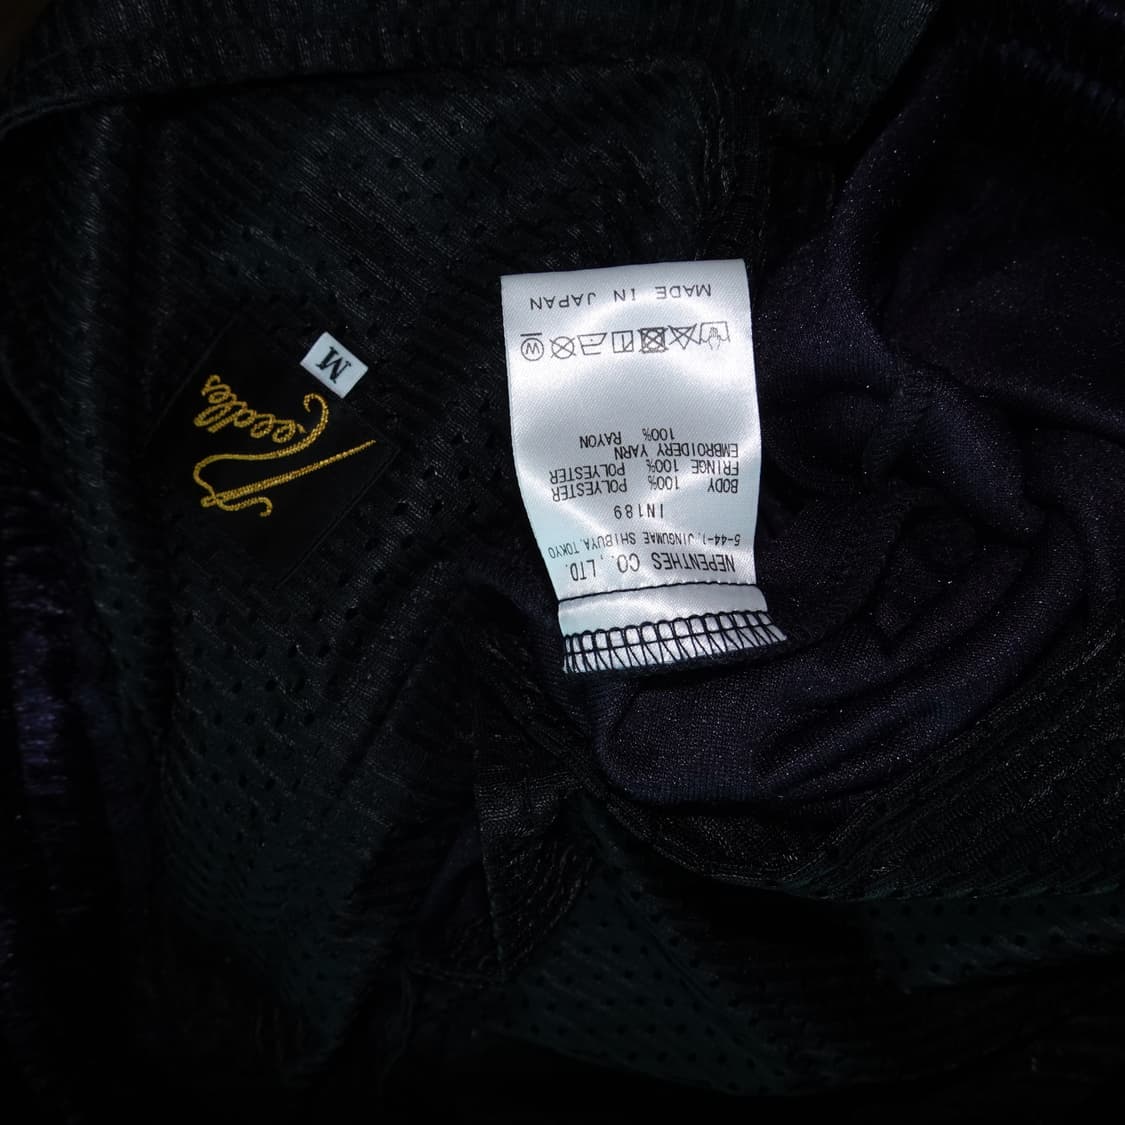 NEPENTHES CO.,LTD.
5-44-1, JINGUMAE SHIBUYA, TOKYO
IN189
BODY 100% POLYESTER
FRINGE 100% POLYESTER
EMBROIDERY YARN
100% RAYON
W
MADE IN JAPAN
Needles
M